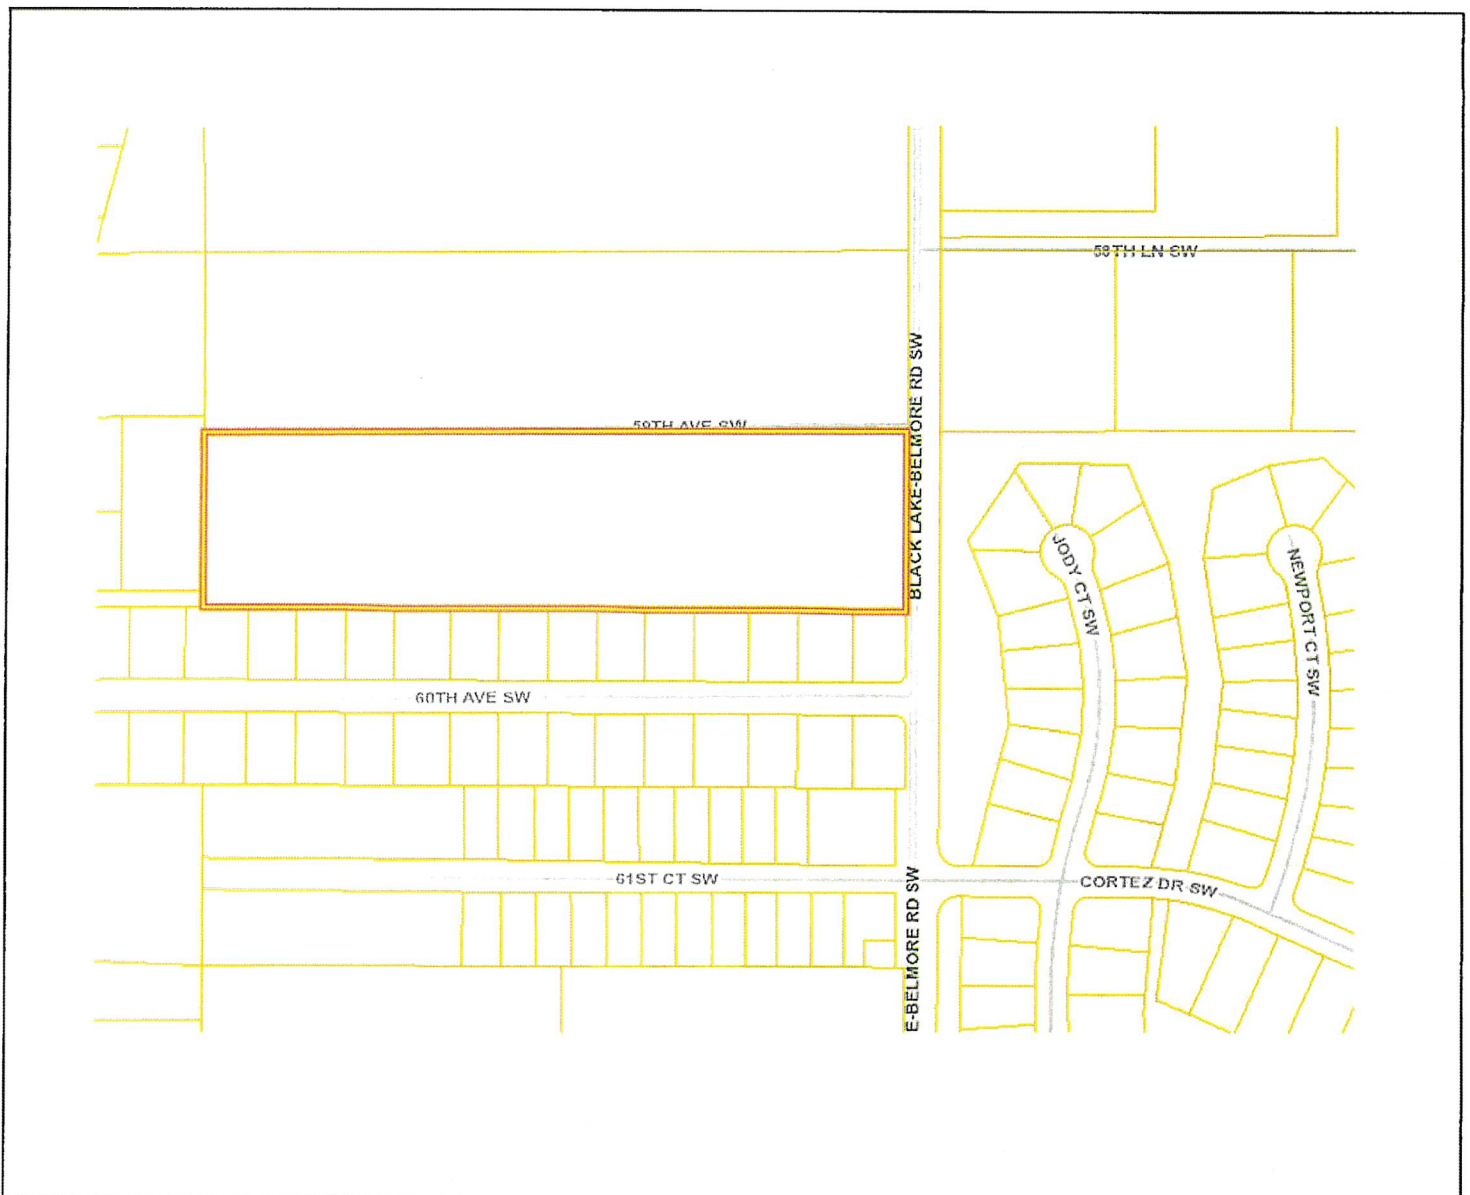 58TH LN SW
BLACK LAKE-BELMORE RD SW
59TH AVE SW
JODY CT SW
NEWPORT CT SW
60TH AVE SW
61ST CT SW
CORTEZ DR SW
E-BELMORE RD SW